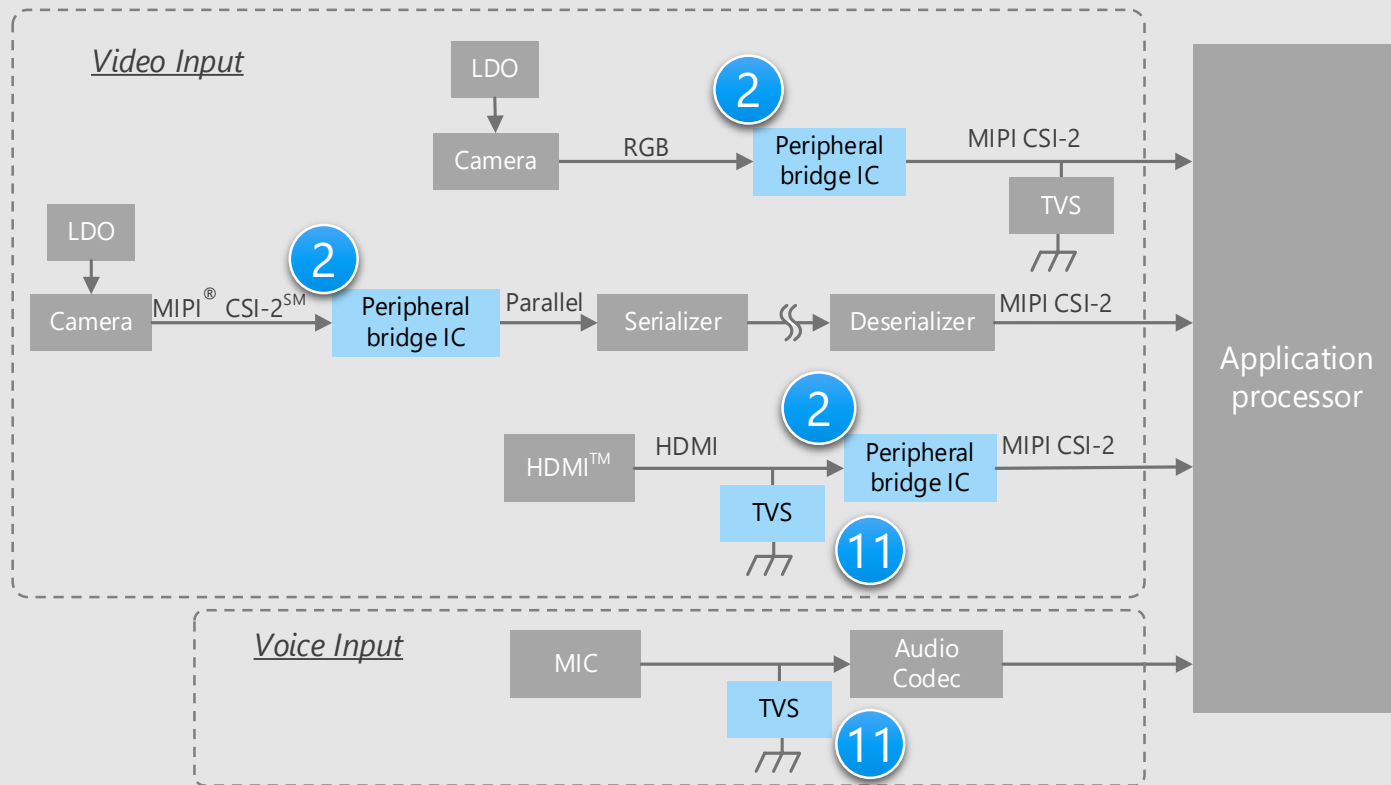 Video Input
LDO
2
Camera
RGB
Peripheral
bridge IC
MIPI CSI-2
TVS
LDO
2
Camera
MIPI® CSI-2SM
Peripheral
bridge IC
Parallel
Serializer
Deserializer
MIPI CSI-2
Application
processor
2
HDMI™
HDMI
Peripheral
bridge IC
MIPI CSI-2
TVS
11
Voice Input
MIC
Audio
Codec
TVS
11